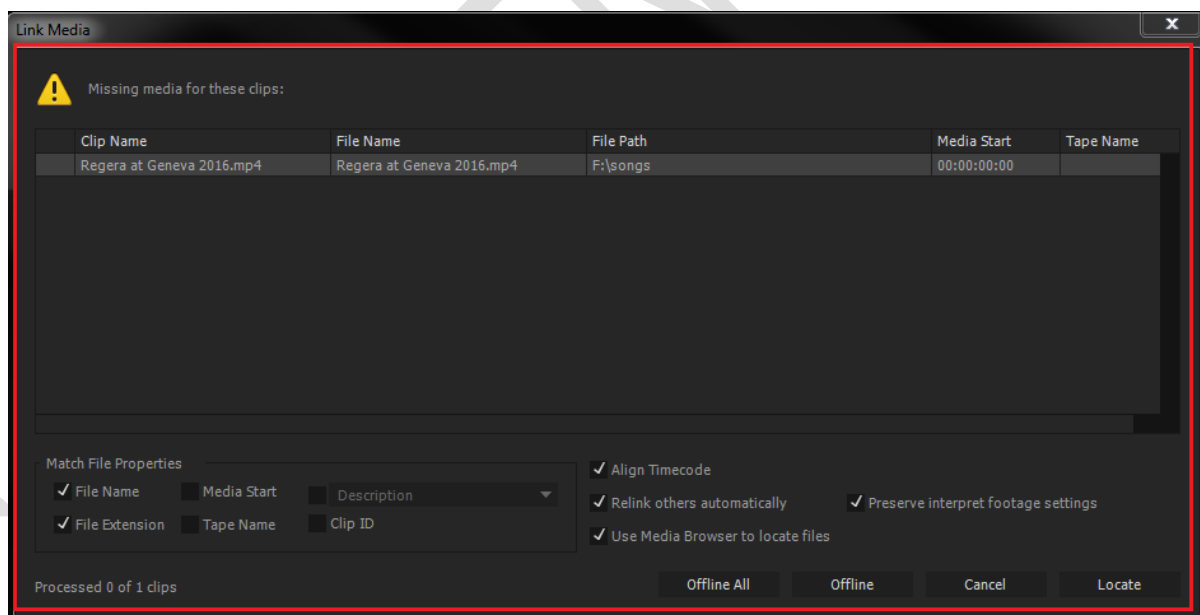 Link Media
x
Missing media for these clips:
Clip Name File Name File Path Media Start Tape Name
Regera at Geneva 2016.mp4 Regera at Geneva 2016.mp4 F:\songs 00:00:00:00
Match File Properties
File Name Media Start Description
File Extension Tape Name Clip ID
Align Timecode
Relink others automatically Preserve interpret footage settings
Use Media Browser to locate files
Processed 0 of 1 clips
Offline All Offline Cancel Locate